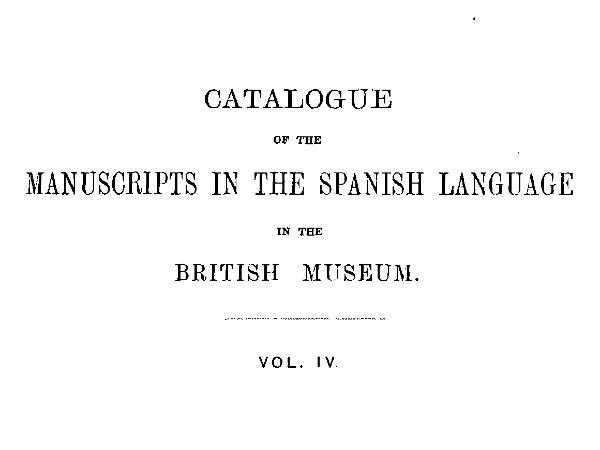 CATALOGUE
OF THE
MANUSCRIPTS IN THE SPANISH LANGUAGE
IN THE
BRITISH MUSEUM.
VOL. IV.